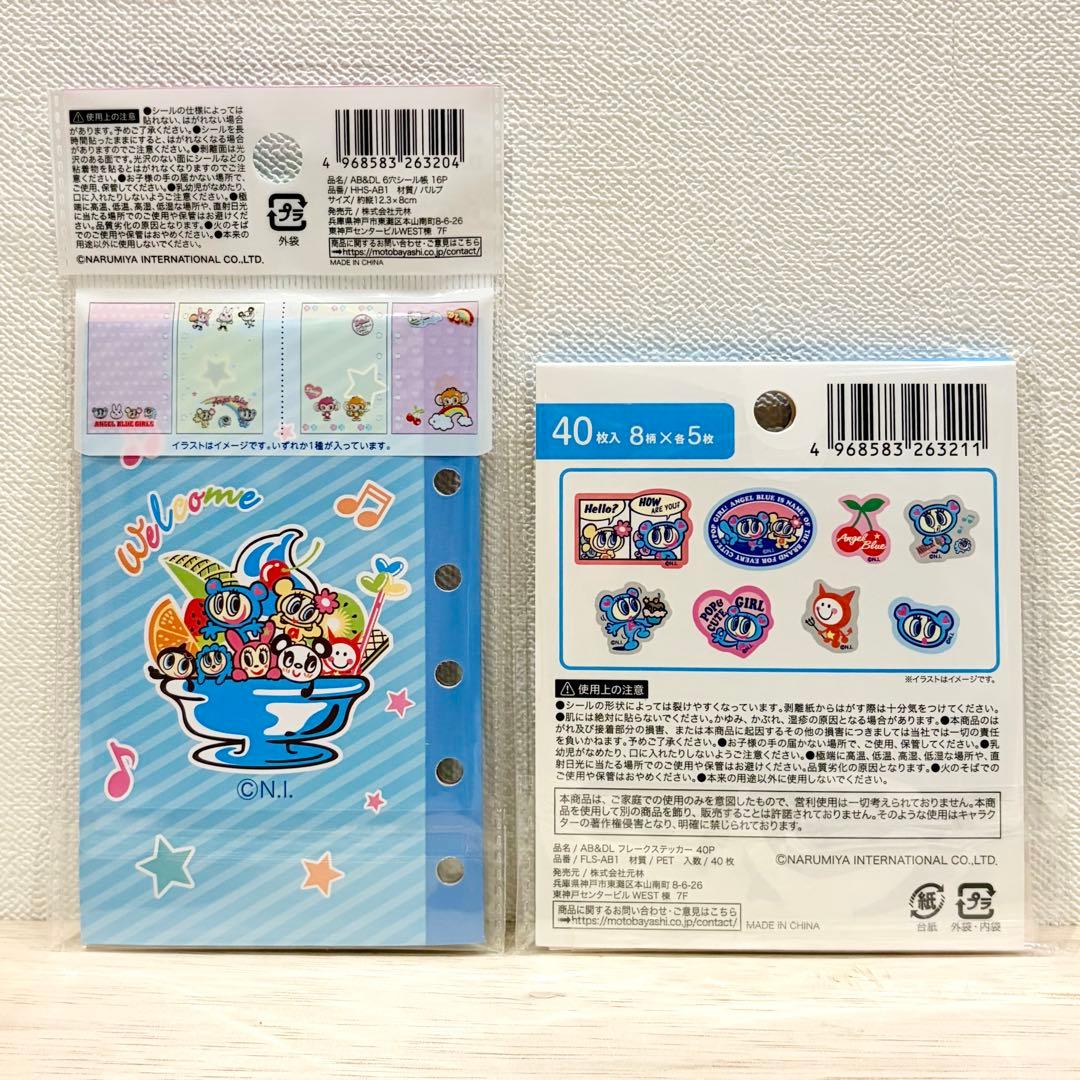 使用上の注意 ●シールの仕様によっては
貼れない、はがれない場合
があります。予めご了承ください。●シールを長
時間貼ったままにすると、はがれなくなる場合
があります。●剥離面は光
沢のある面です。光沢のない面にシールなどの
粘着物を貼るとはがれなくなりますのでご注
意ください。●お子様の手の届かない場所で、
ご使用、保管してください。●乳幼児がなめたり、
口に入れたりしないようご注意ください。●極
端に高温、低温、高湿、低湿な場所や、直射日光
に当たる場所でのご使用や保管はお避けくだ
さい。品質劣化の原因となります。●火のそばで
のご使用や保管はおやめください。●本来の
用途以外に使用しないでください。
©NARUMIYA INTERNATIONAL CO.,LTD.
プラ
外袋
4 968583 263204
品名/ AB&DL 6穴シール帳 16P
品番/ HHS-AB1 材質/ パルプ
サイズ/ 約縦12.3×8cm
発売元 / 株式会社元林
兵庫県神戸市東灘区本山南町8-6-26
東神戸センタービルWEST棟 7F
商品に関するお問い合わせ・ご意見はこちら
→https://motobayashi.co.jp/contact/
MADE IN CHINA
ANGEL BLUE GIRLS
Angel Blue
イラストはイメージです。いずれか1種が入っています。
welcome
©N.I.
40枚入 8柄×各5枚
4 968583 263211
Hello?
HOW ARE YOU?
ANGEL BLUE IS NAME OF THE BRAND FOR EVERY CUTE&POP GIRL!
Angel Blue
©N.I.
POP& CUTE GIRL
©N.I.
©N.I.
©N.I.
※イラストはイメージです。
使用上の注意
●シールの形状によっては裂けやすくなっています。剥離紙からはがす際は十分気をつけてください。
●肌には絶対に貼らないでください。かゆみ、かぶれ、湿疹の原因となる場合があります。●本商品のは
がれ及び接着部分の損害、または本商品に起因するその他の損害につきましては当社では一切の責任
を負いかねます。予めご了承ください。●お子様の手の届かない場所で、ご使用、保管してください。●乳
幼児がなめたり、口に入れたりしないようご注意ください。●極端に高温、低温、高湿、低湿な場所や、直
射日光に当たる場所でのご使用や保管はお避けください。品質劣化の原因となります。●火のそばでの
ご使用や保管はおやめください。●本来の用途以外に使用しないでください。
本商品は、ご家庭での使用のみを意図したもので、営利使用は一切考えられておりません。本商
品を使用して別の商品を飾り、販売することは許諾されておりません。そのような使用はキャラク
ターの著作権侵害となり、明確に禁じられております。
品名 / AB&DL フレークステッカー 40P
品番/ FLS-AB1 材質/ PET 入数/ 40枚
発売元 / 株式会社元林
兵庫県神戸市東灘区本山南町 8-6-26
東神戸センタービル WEST 棟 7F
商品に関するお問い合わせ・ご意見はこちら
→https://motobayashi.co.jp/contact/
MADE IN CHINA
©NARUMIYA INTERNATIONAL CO.,LTD.
紙
台紙
プラ
外袋・内袋